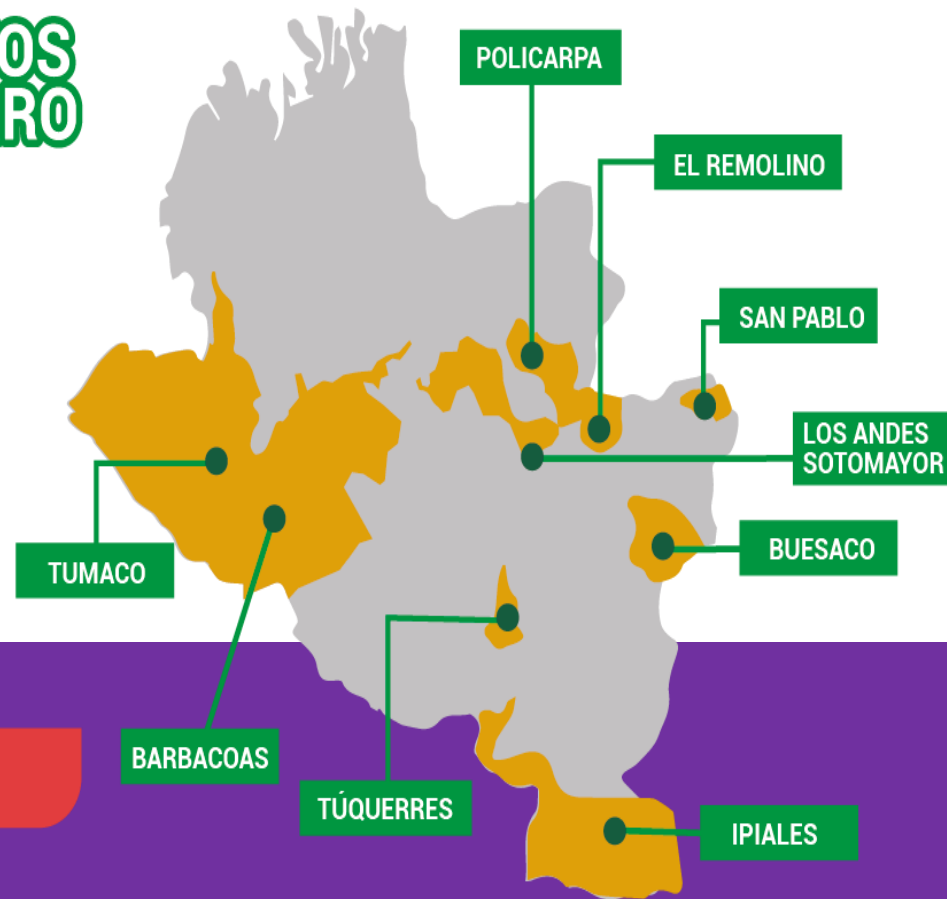 OS
RO
POLICARPA
EL REMOLINO
SAN PABLO
LOS ANDES
SOTOMAYOR
BUESACO
TUMACO
BARBACOAS
TÚQUERRES
IPIALES